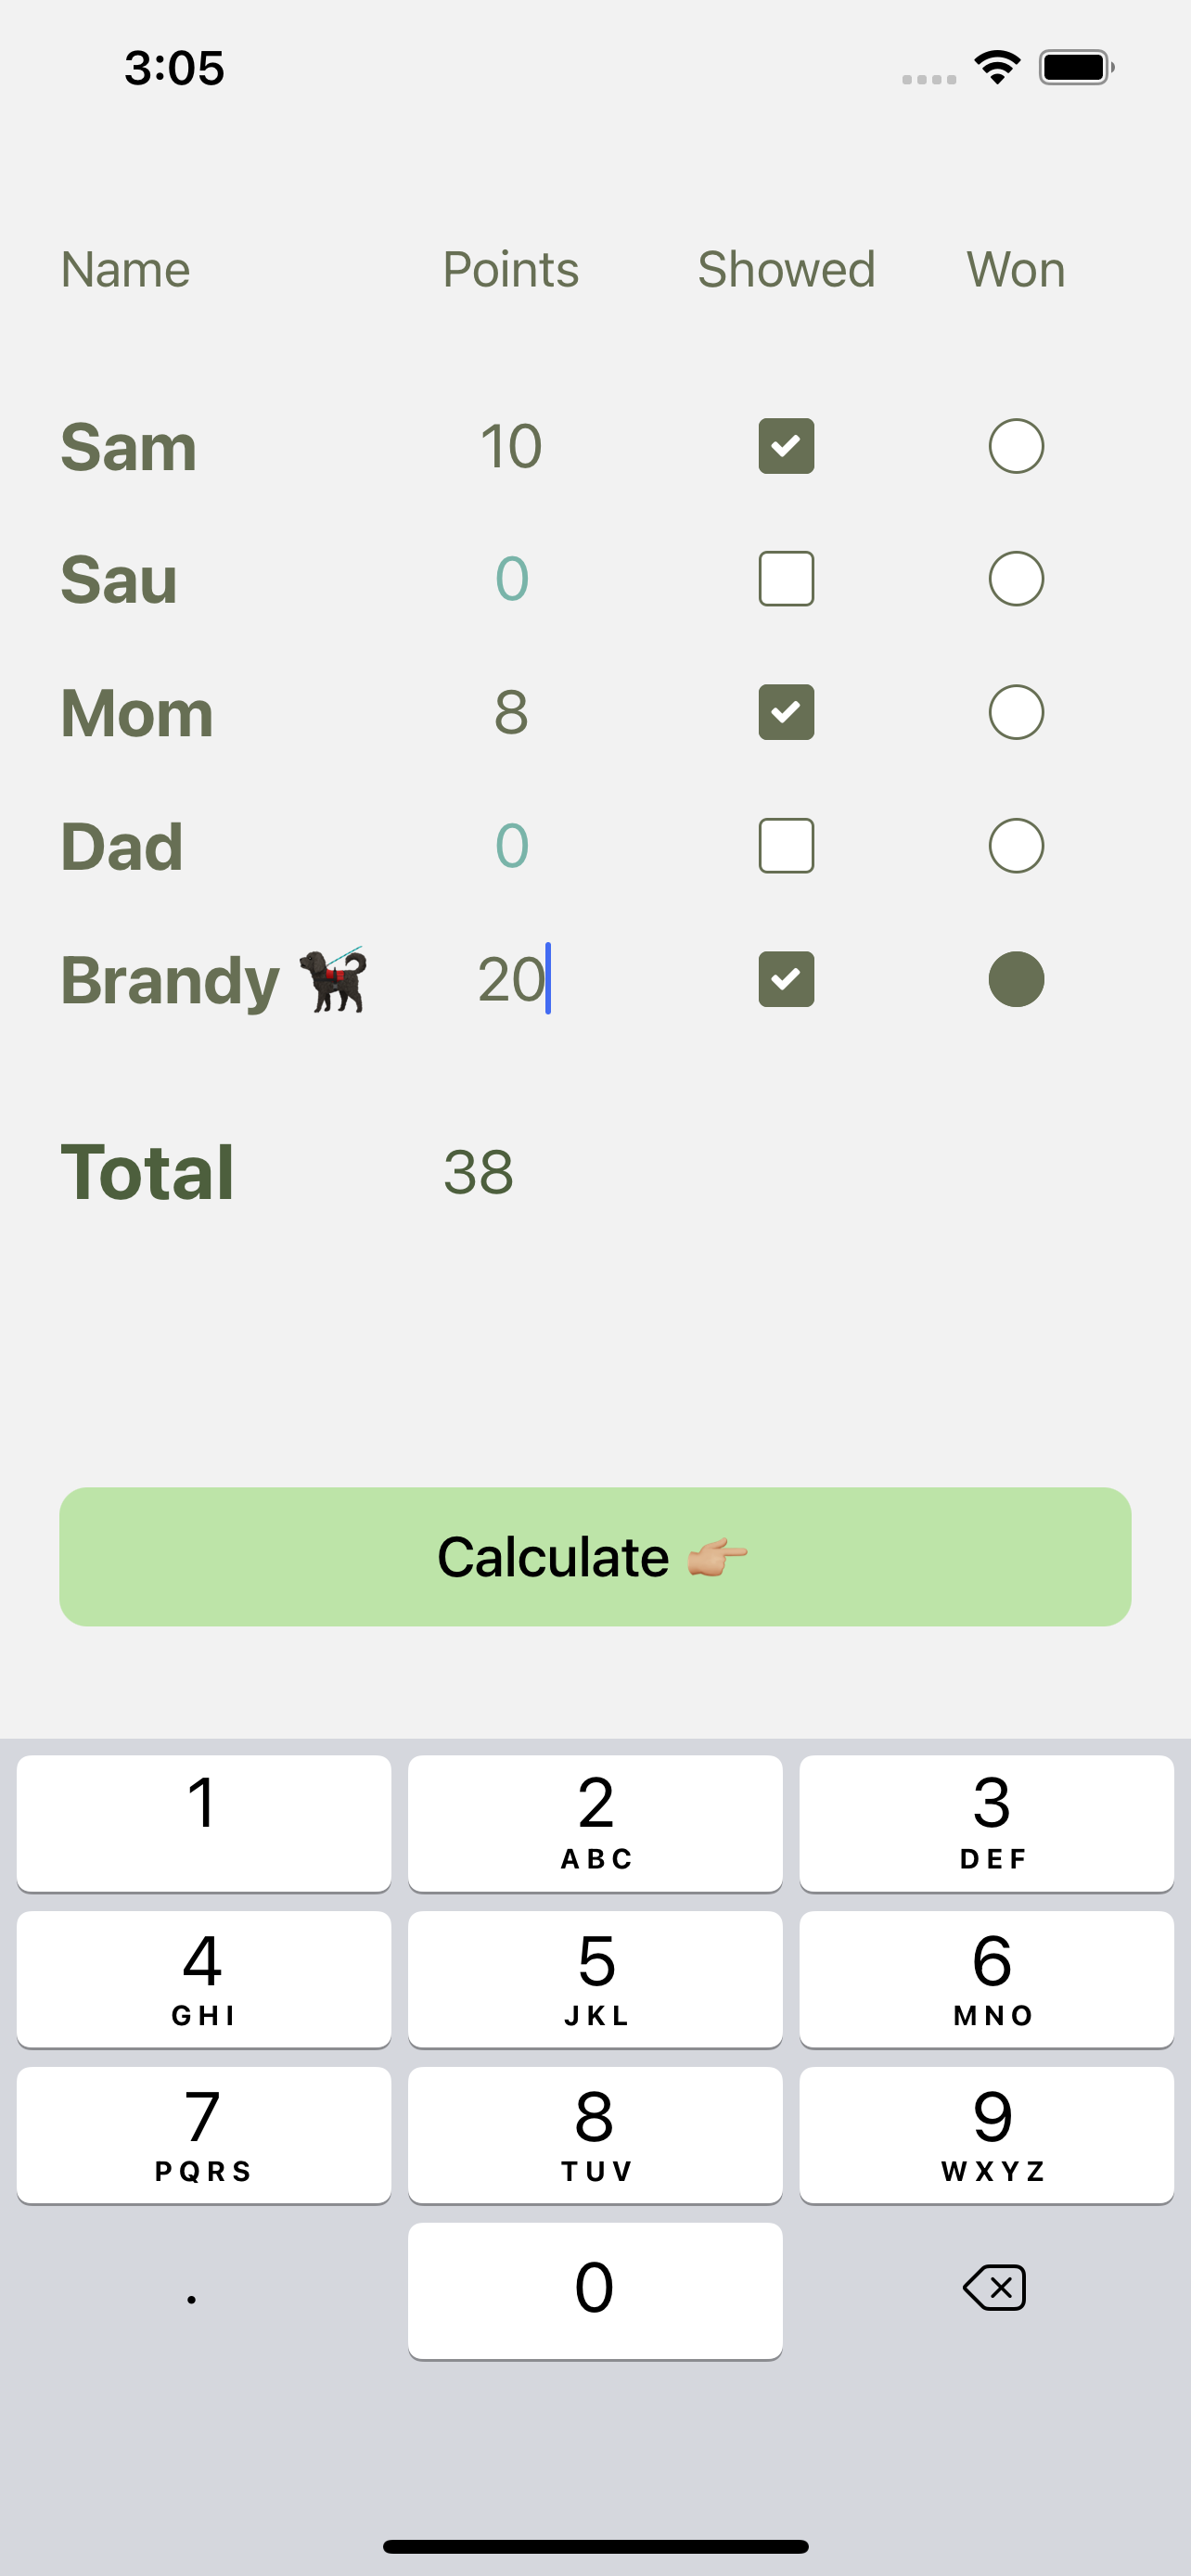 3:05
Name Points Showed Won
Sam 10
Sau 0
Mom 8
Dad 0
Brandy 🐕‍🦺 20
Total 38
Calculate 👉🏼
1 2 3
ABC DEF
4 5 6
GHI JKL MNO
7 8 9
PQRS TUV WXYZ
. 0